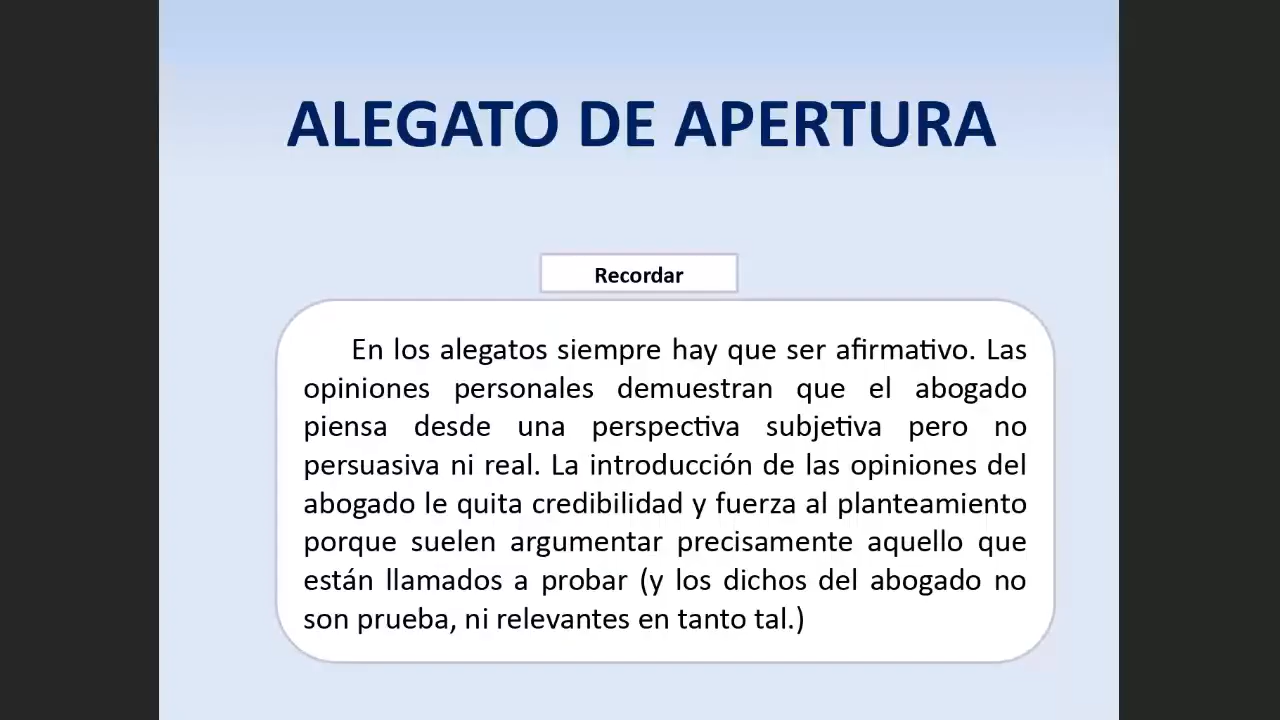 ALEGATO DE APERTURA
Recordar
En los alegatos siempre hay que ser afirmativo. Las
opiniones personales demuestran que el abogado
piensa desde una perspectiva subjetiva pero no
persuasiva ni real. La introducción de las opiniones del
abogado le quita credibilidad y fuerza al planteamiento
porque suelen argumentar precisamente aquello que
están llamados a probar (y los dichos del abogado no
son prueba, ni relevantes en tanto tal.)